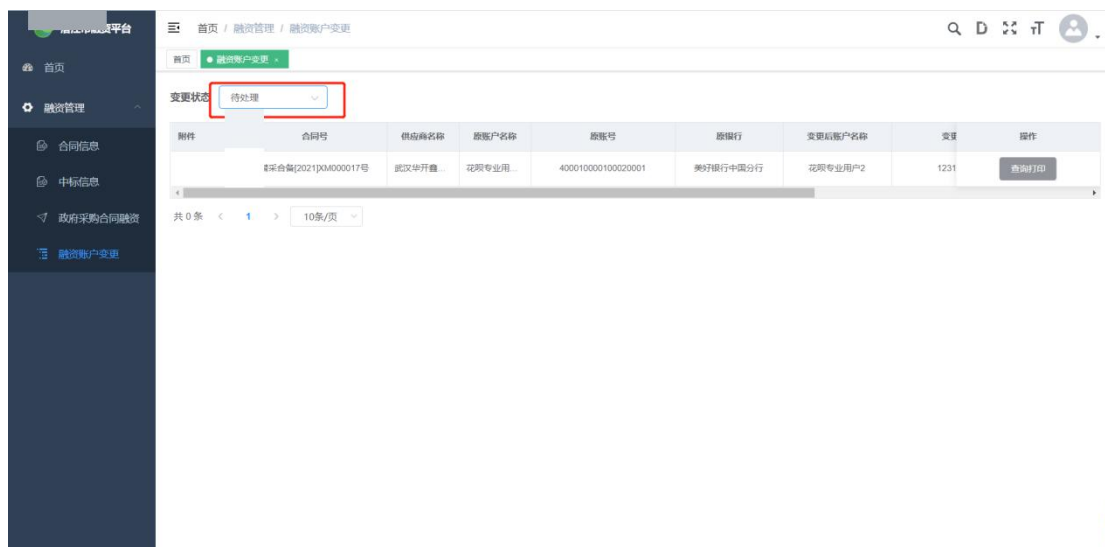 平台
首页 / 融资管理 / 融资账户变更
首页
首页 融资账户变更 ×
融资管理
变更状态 待处理
附件 合同号 供应商名称 原账户名称 原账号 原银行 变更后账户名称 变更 操作
合同信息
采合备[2021]XM000017号 武汉华开鑫... 花呗专业用... 400010000100020001 美好银行中国分行 花呗专业用户2 1231 查询打印
中标信息
共 0 条 < 1 > 10条/页
政府采购合同融资
融资账户变更